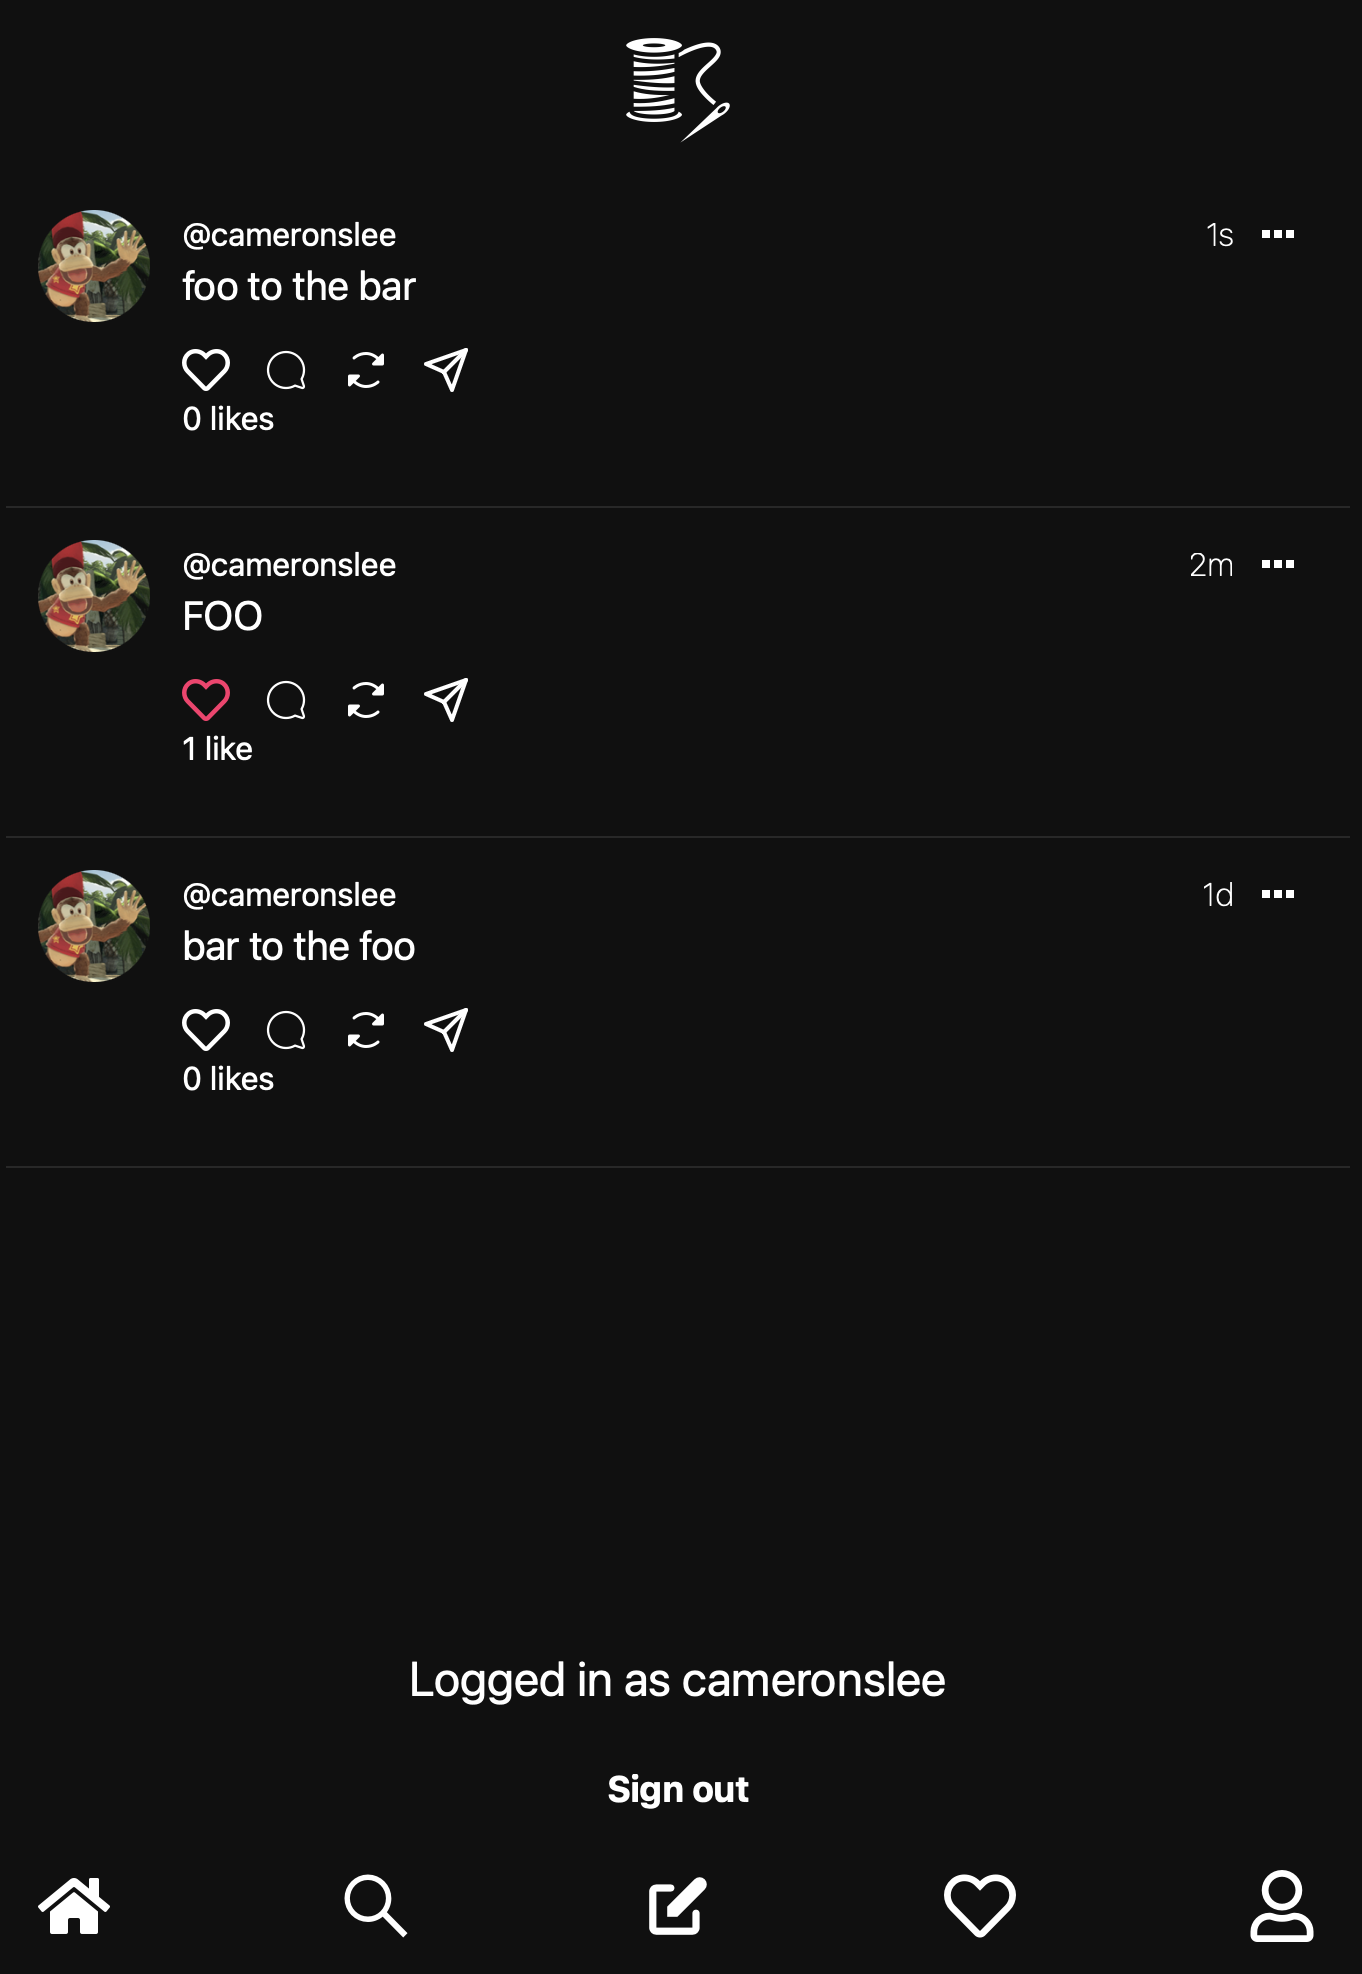 @cameronslee
1s
foo to the bar
0 likes
@cameronslee
2m
FOO
1 like
@cameronslee
1d
bar to the foo
0 likes
Logged in as cameronslee
Sign out